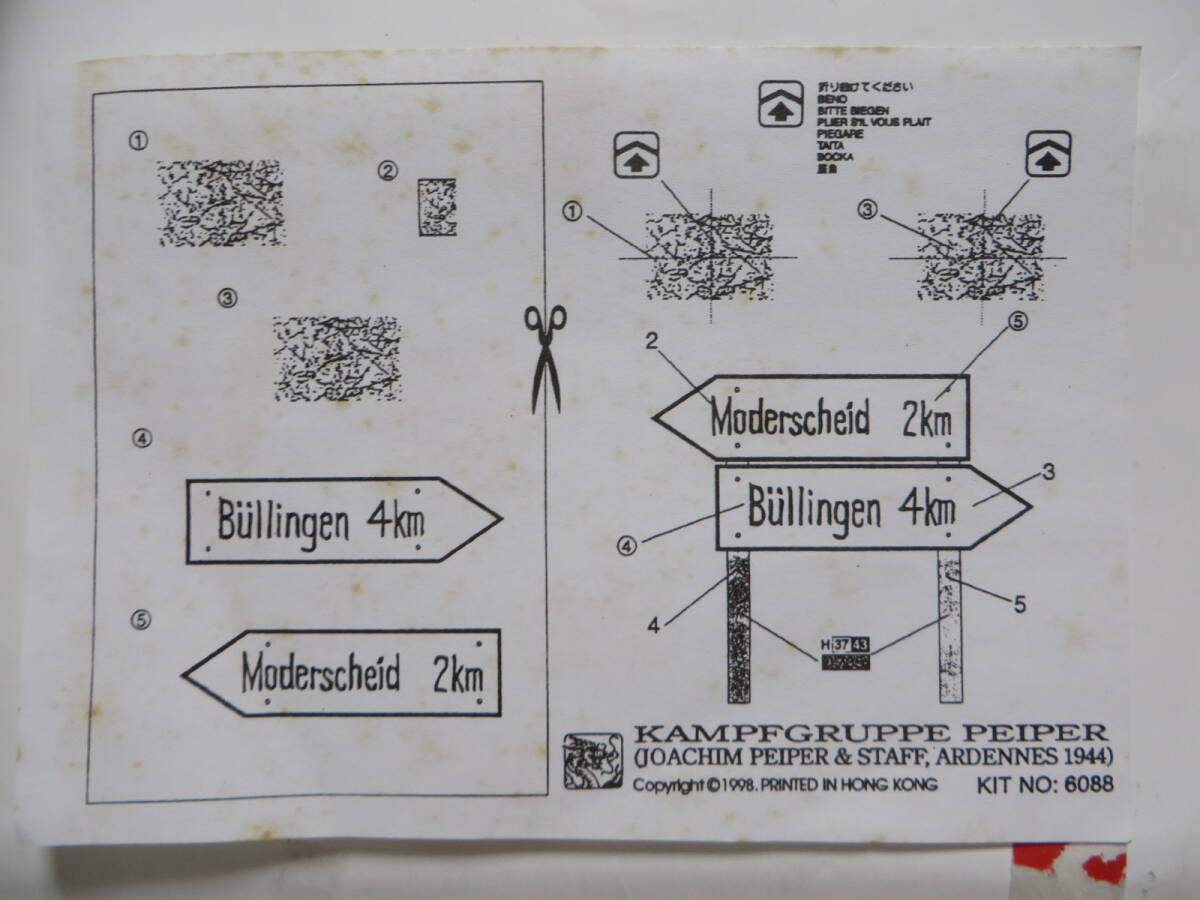 ①
②
③
④
Büllingen 4km
⑤
Moderscheid 2km
折り曲げてください
BEND
BITTE BIEGEN
PLIER S'IL VOUS PLAIT
PIEGARE
TAITA
BOCKA
①
③
2
⑤
Moderscheid 2km
Büllingen 4km
3
④
4
5
H 37 43
KAMPFGRUPPE PEIPER
(JOACHIM PEIPER & STAFF, ARDENNES 1944)
Copyright ©1998. PRINTED IN HONG KONG KIT NO: 6088